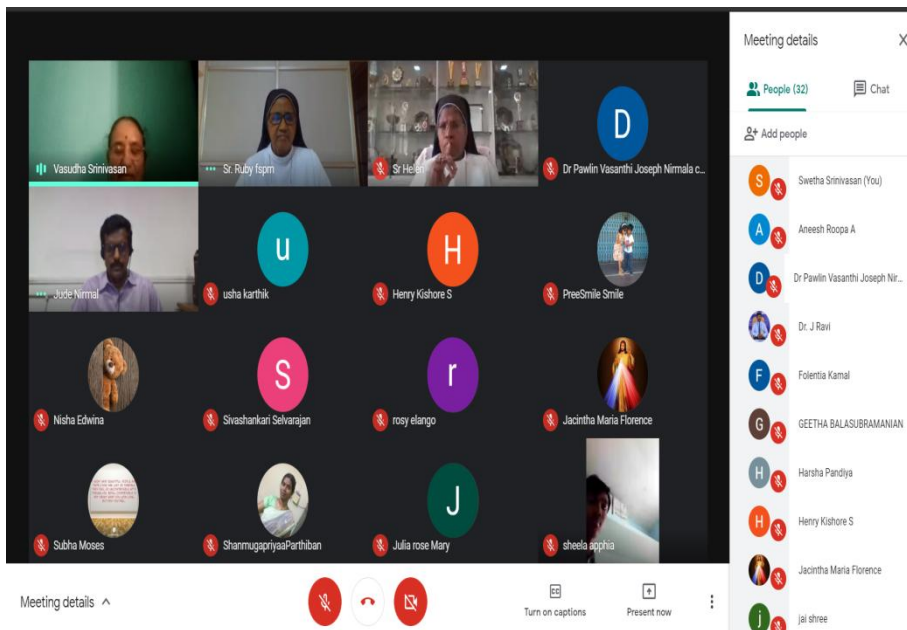 Vasudha Srinivasan
Sr. Ruby fspm
Sr Helen
D
Dr Pawlin Vasanthi Joseph Nirmala c...
Jude Nirmal
u
usha karthik
H
Henry Kishore S
PreeSmile Smile
Nisha Edwina
S
Sivashankari Selvarajan
r
rosy elango
Jacintha Maria Florence
Subha Moses
ShanmugapriyaaParthiban
J
Julia rose Mary
sheela apphia
Meeting details
People (32)
Chat
Add people
S
Swetha Srinivasan (You)
A
Aneesh Roopa A
D
Dr Pawlin Vasanthi Joseph Nir...
Dr. J Ravi
F
Folentia Kamal
G
GEETHA BALASUBRAMANIAN
H
Harsha Pandiya
H
Henry Kishore S
Jacintha Maria Florence
j
jai shree
Meeting details
CC
Turn on captions
Present now